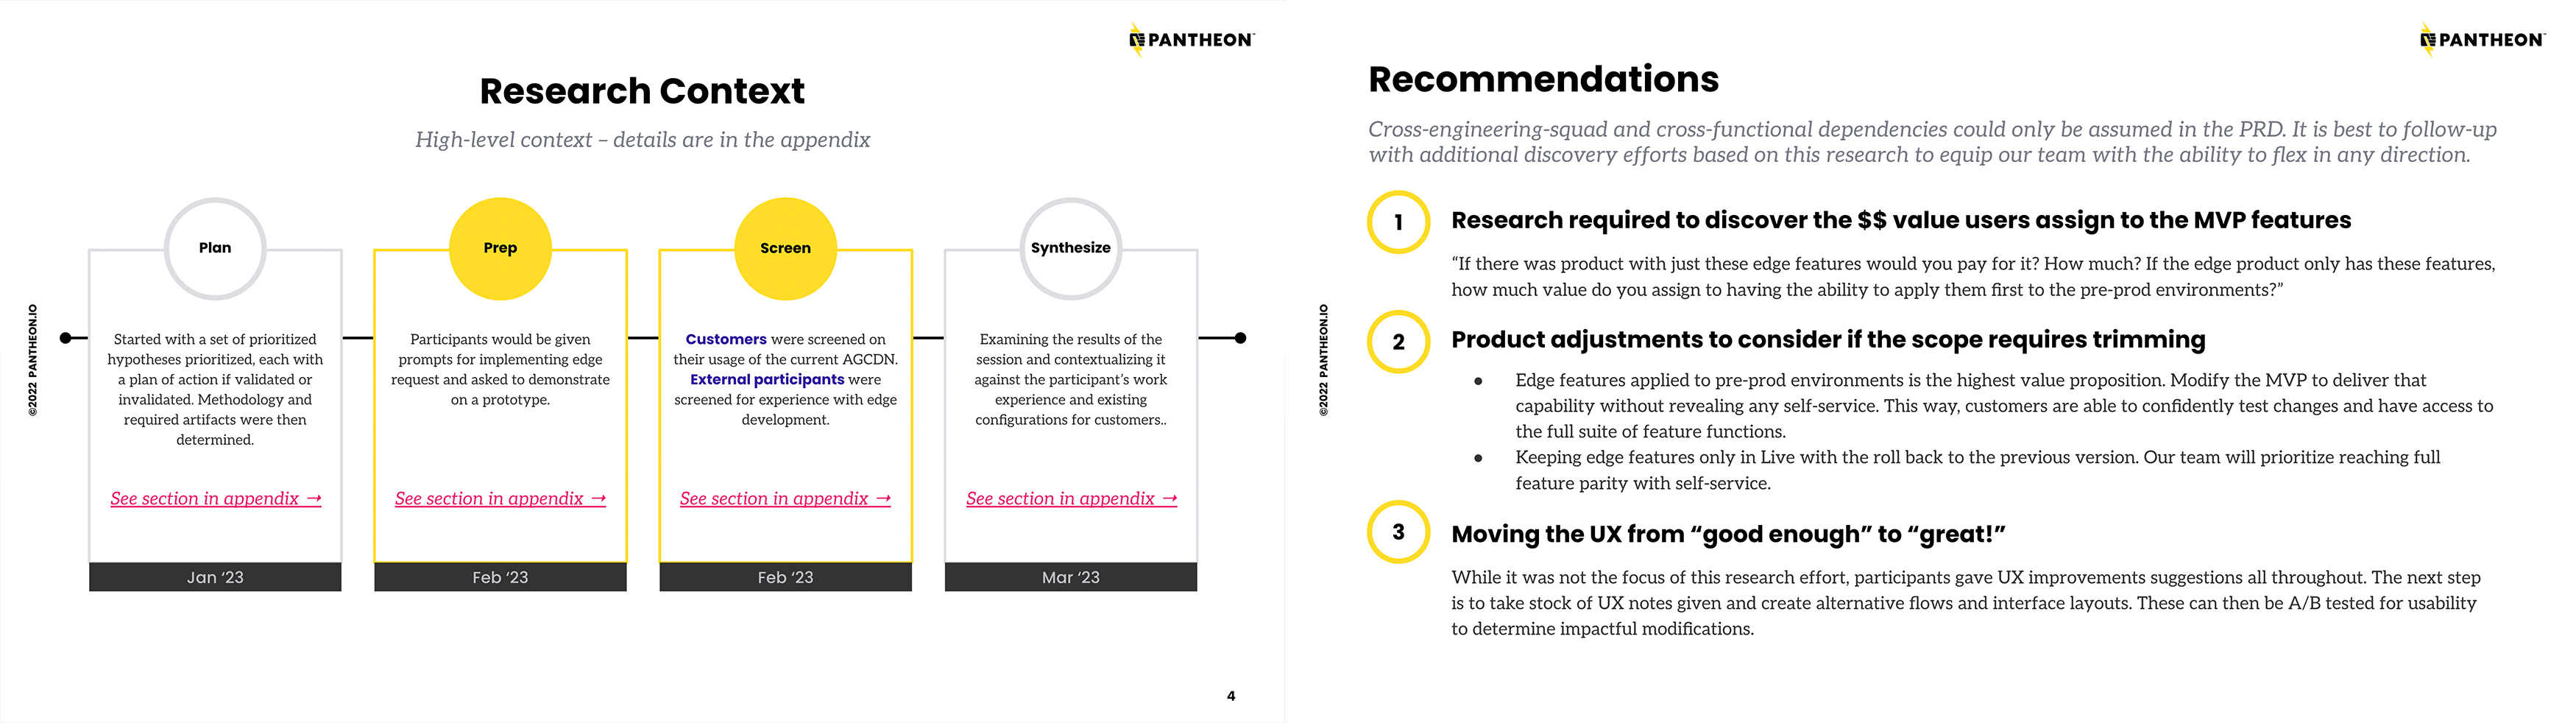 PANTHEON™
Research Context
High-level context – details are in the appendix
©2022 PANTHEON.IO
Plan
Started with a set of prioritized
hypotheses prioritized, each with
a plan of action if validated or
invalidated. Methodology and
required artifacts were then
determined.
See section in appendix →
Jan ‘23
Prep
Participants would be given
prompts for implementing edge
request and asked to demonstrate
on a prototype.
See section in appendix →
Feb ‘23
Screen
Customers were screened on
their usage of the current AGCDN.
External participants were
screened for experience with edge
development.
See section in appendix →
Feb ‘23
Synthesize
Examining the results of the
session and contextualizing it
against the participant’s work
experience and existing
configurations for customers..
See section in appendix →
Mar ‘23
4
PANTHEON™
Recommendations
Cross-engineering-squad and cross-functional dependencies could only be assumed in the PRD. It is best to follow-up
with additional discovery efforts based on this research to equip our team with the ability to flex in any direction.
©2022 PANTHEON.IO
1 Research required to discover the $$ value users assign to the MVP features
“If there was product with just these edge features would you pay for it? How much? If the edge product only has these features,
how much value do you assign to having the ability to apply them first to the pre-prod environments?”
2 Product adjustments to consider if the scope requires trimming
● Edge features applied to pre-prod environments is the highest value proposition. Modify the MVP to deliver that
capability without revealing any self-service. This way, customers are able to confidently test changes and have access to
the full suite of feature functions.
● Keeping edge features only in Live with the roll back to the previous version. Our team will prioritize reaching full
feature parity with self-service.
3 Moving the UX from “good enough” to “great!”
While it was not the focus of this research effort, participants gave UX improvements suggestions all throughout. The next step
is to take stock of UX notes given and create alternative flows and interface layouts. These can then be A/B tested for usability
to determine impactful modifications.